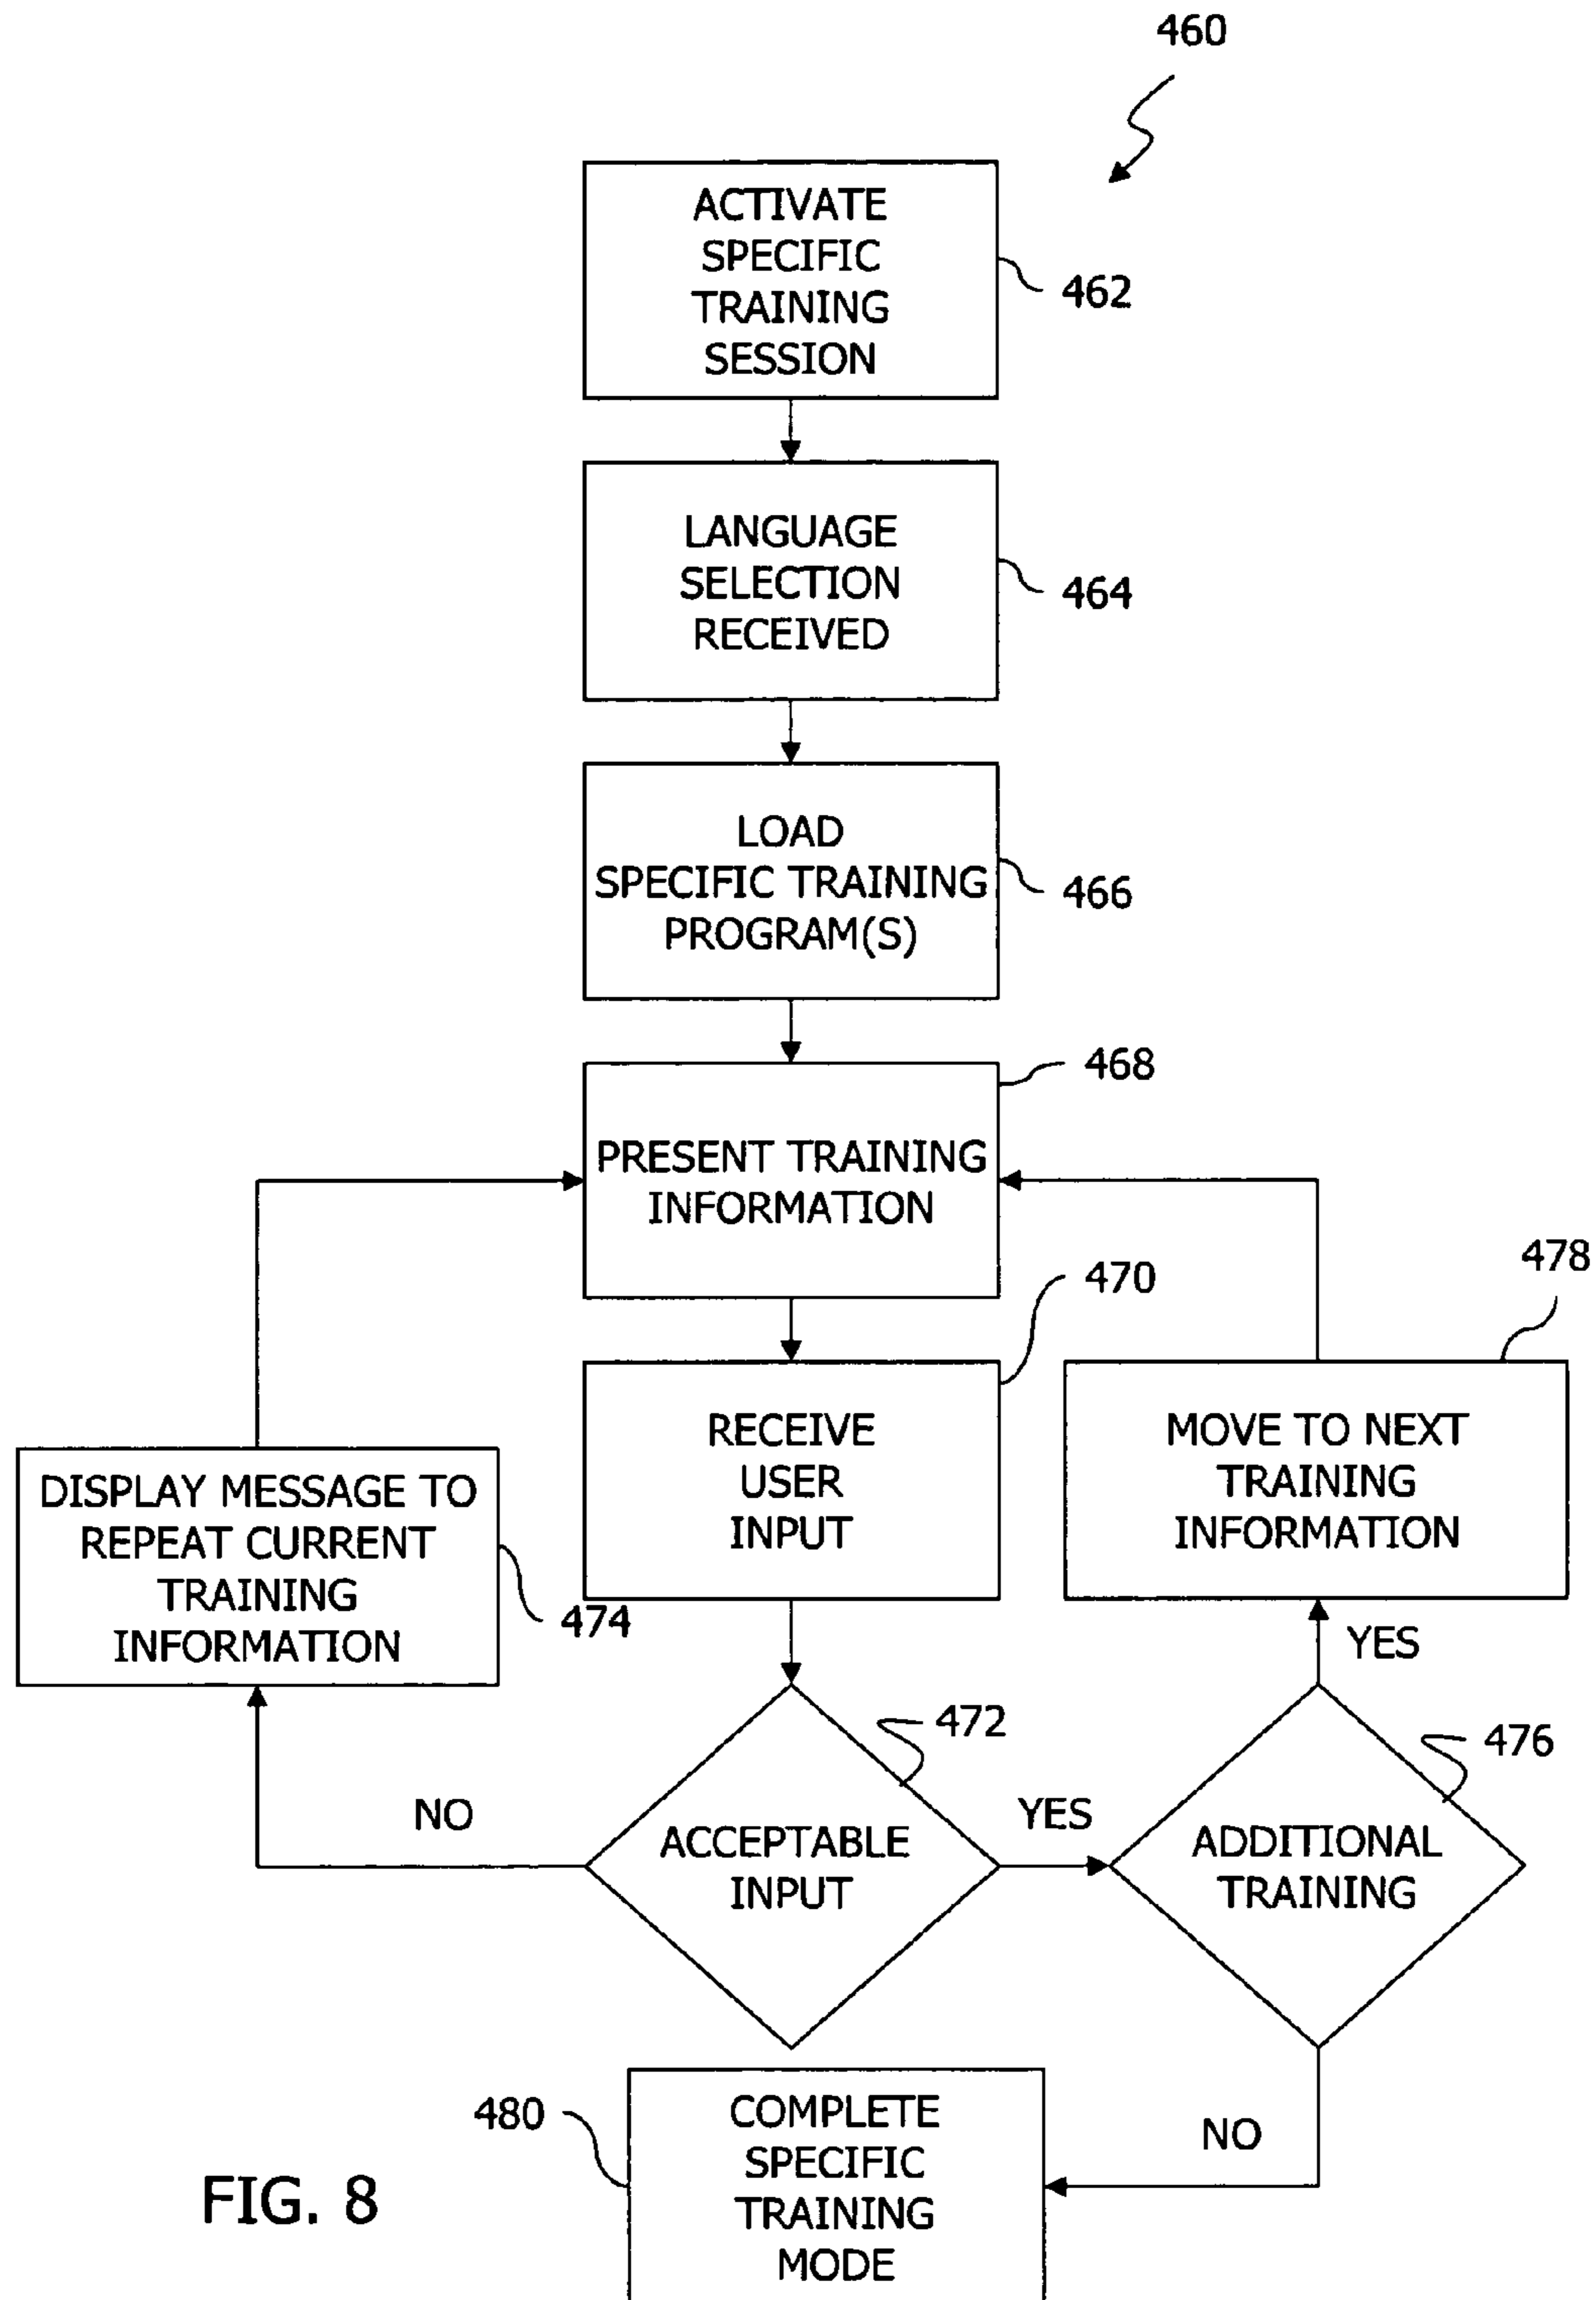 460
ACTIVATE
SPECIFIC
TRAINING
SESSION
462
LANGUAGE
SELECTION
RECEIVED
464
LOAD
SPECIFIC TRAINING
PROGRAM(S)
466
468
PRESENT TRAINING
INFORMATION
470
478
RECEIVE
USER
INPUT
MOVE TO NEXT
TRAINING
INFORMATION
DISPLAY MESSAGE TO
REPEAT CURRENT
TRAINING
INFORMATION
474
YES
472
476
NO
ACCEPTABLE
INPUT
YES
ADDITIONAL
TRAINING
480
COMPLETE
SPECIFIC
TRAINING
MODE
NO
FIG. 8